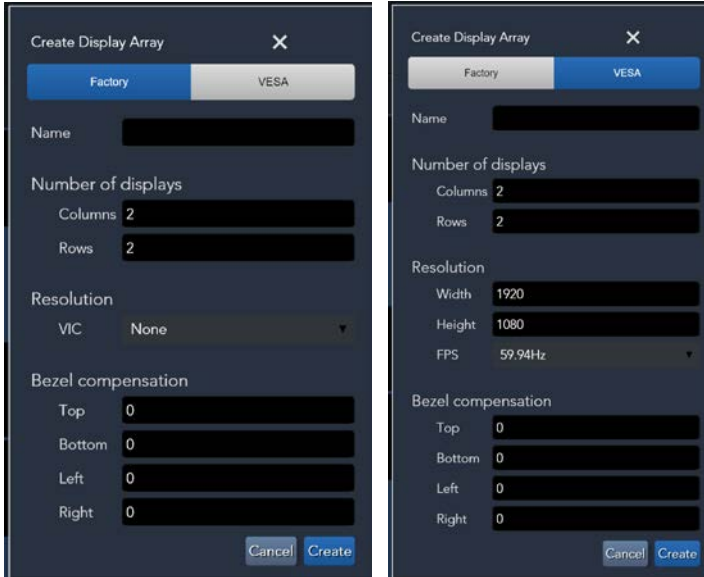 Create Display Array ✕
Factory VESA
Name
Number of displays
Columns 2
Rows 2
Resolution
VIC None
Bezel compensation
Top 0
Bottom 0
Left 0
Right 0
Cancel Create
Create Display Array ✕
Factory VESA
Name
Number of displays
Columns 2
Rows 2
Resolution
Width 1920
Height 1080
FPS 59.94Hz
Bezel compensation
Top 0
Bottom 0
Left 0
Right 0
Cancel Create